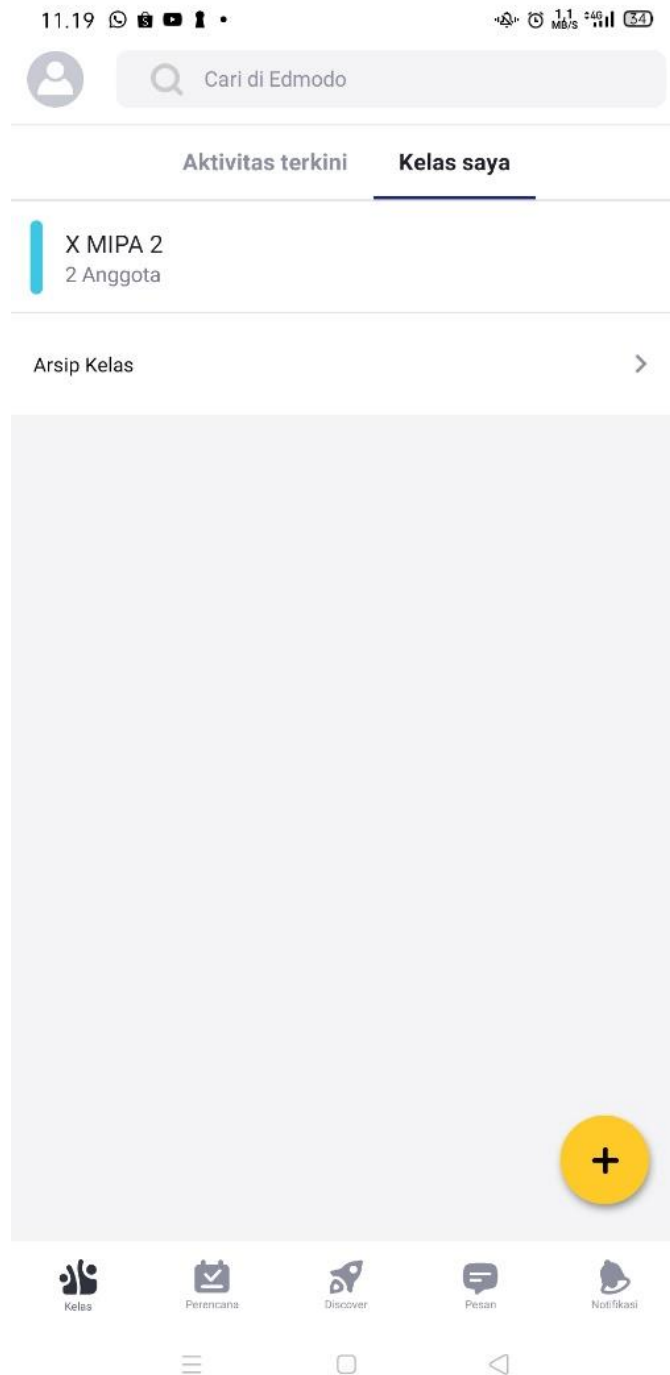 11.19
1,1 MB/S 4G 34
Cari di Edmodo
Aktivitas terkini Kelas saya
X MIPA 2
2 Anggota
Arsip Kelas
Kelas Perencana Discover Pesan Notifikasi